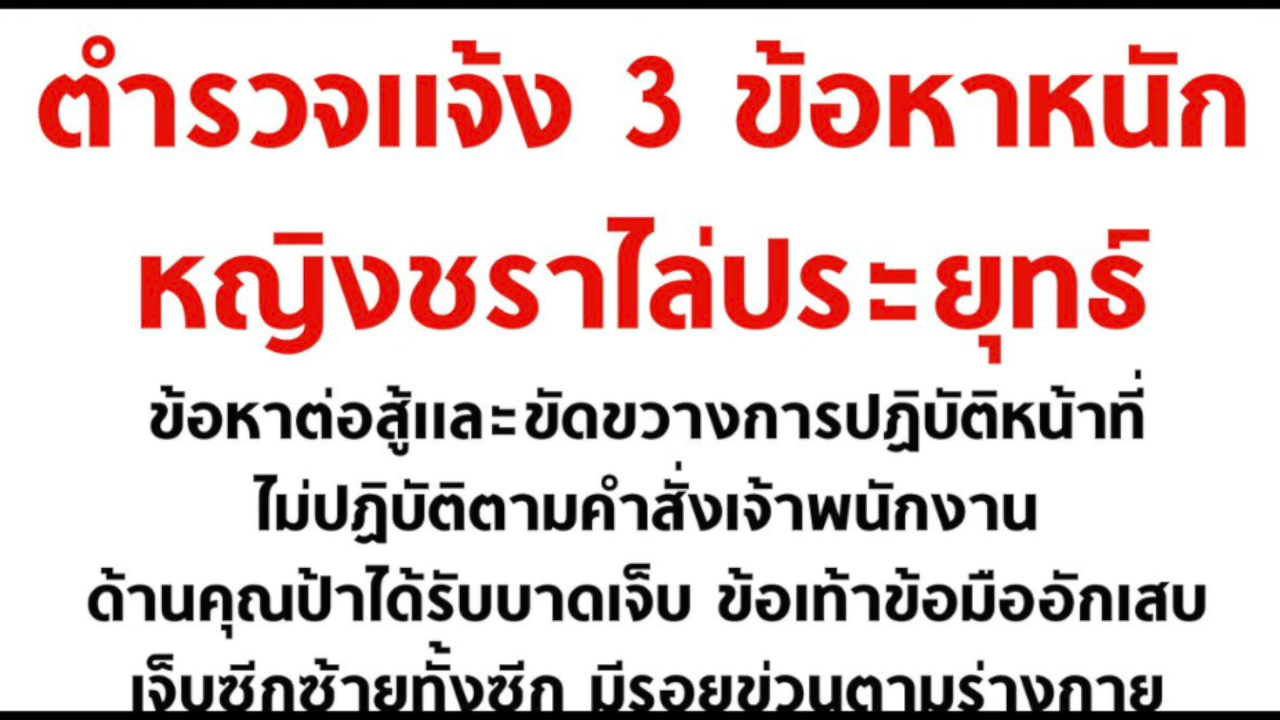 ตำรวจแจ้ง 3 ข้อหาหนัก
หญิงชราไล่ประยุทธ์
ข้อหาต่อสู้และขัดขวางการปฏิบัติหน้าที่
ไม่ปฏิบัติตามคำสั่งเจ้าพนักงาน
ด้านคุณป้าได้รับบาดเจ็บ ข้อเท้าข้อมืออักเสบ
เจ็บซีกซ้ายทั้งซีก มีรอยข่วนตามร่างกาย